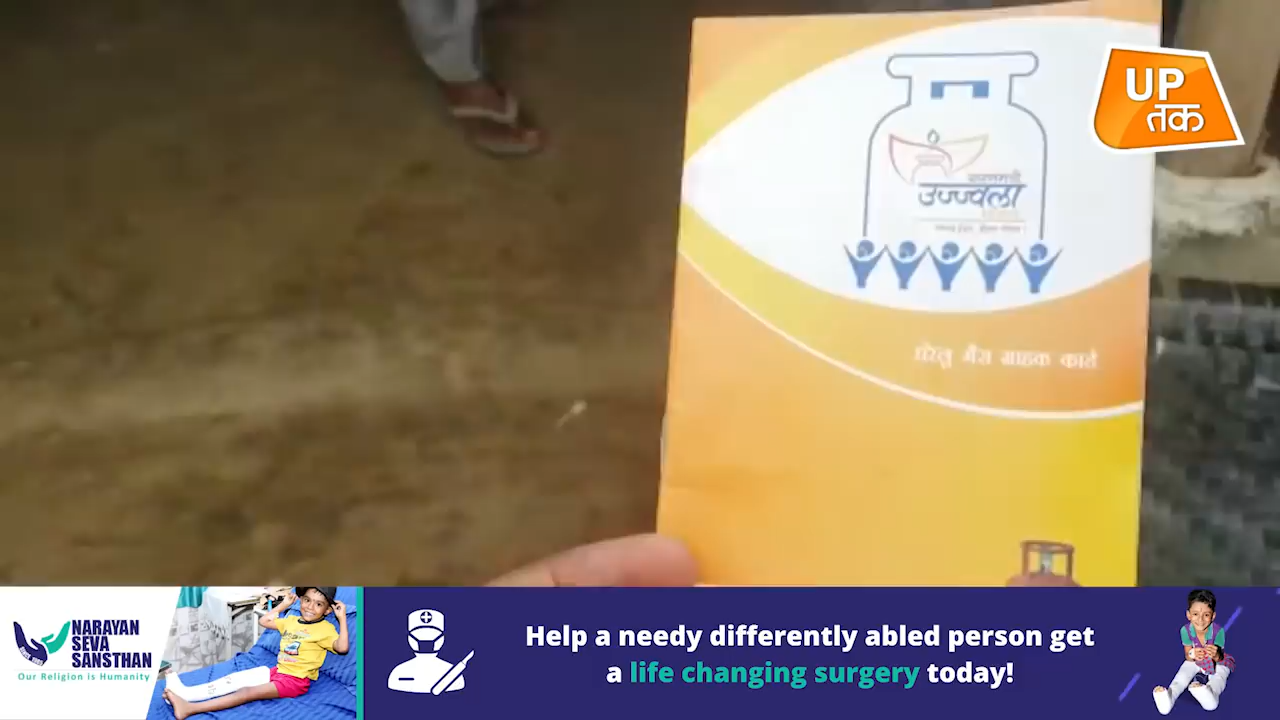 UP
तक
उज्ज्वला
घरेलु गैस ग्राहक कार्ड
NARAYAN
SEVA
SANSTHAN
Our Religion is Humanity
Help a needy differently abled person get
a life changing surgery today!